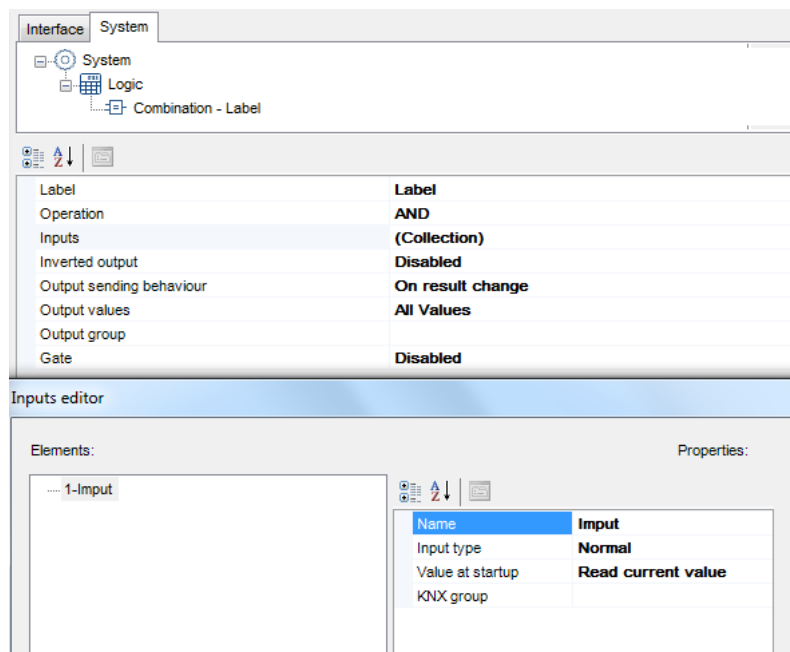 Interface System
System
Logic
Combination - Label
Label Label
Operation AND
Inputs (Collection)
Inverted output Disabled
Output sending behaviour On result change
Output values All Values
Output group
Gate Disabled
Inputs editor
Elements: Properties:
1-Imput
Name Imput
Input type Normal
Value at startup Read current value
KNX group